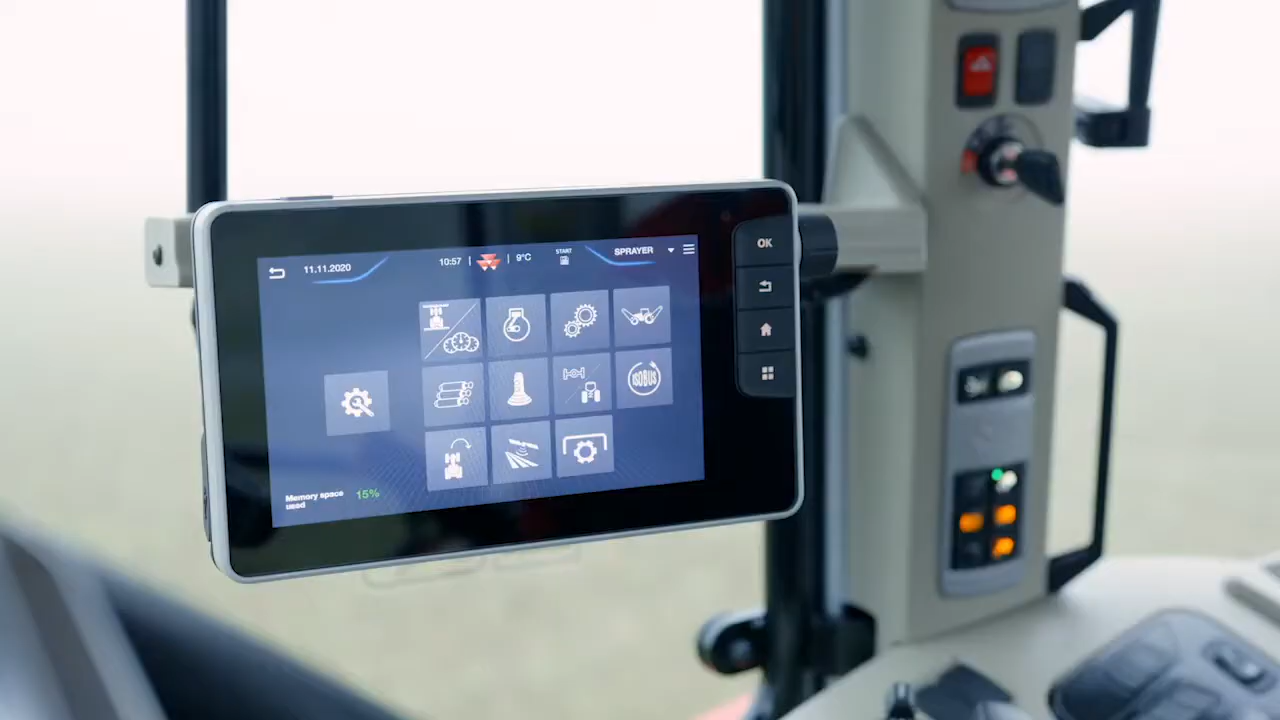 11.11.2020
10:57
9°C
START
SPRAYER
OK
ISOBUS
Memory space
used
15%